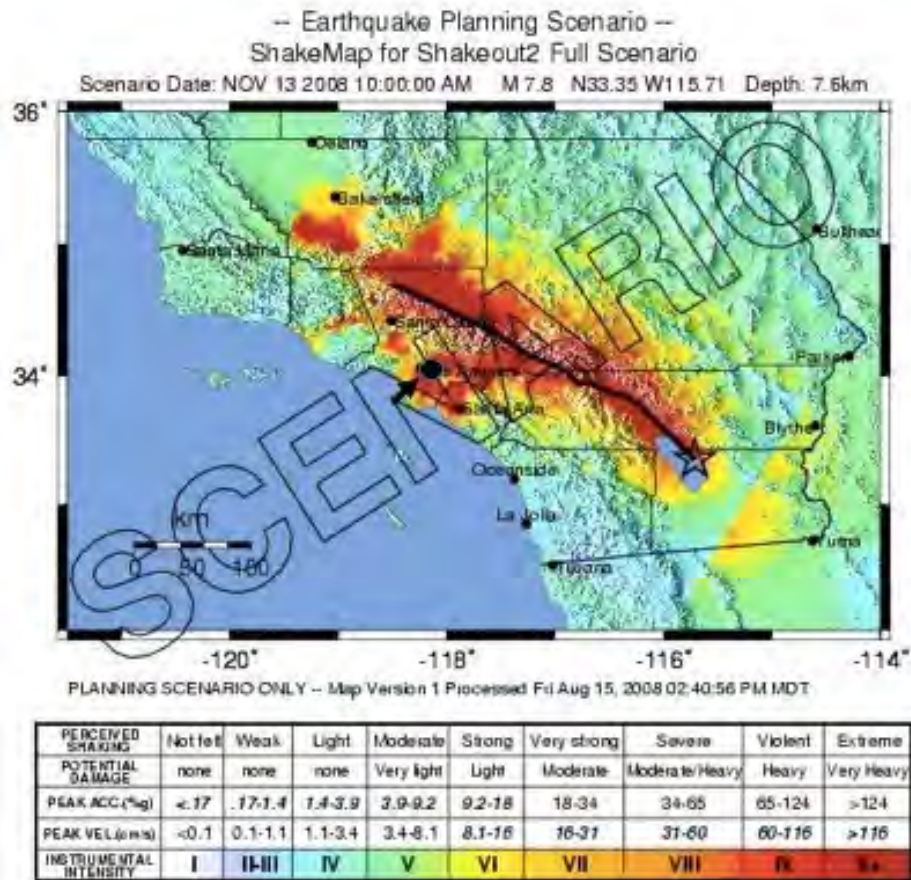 -- Earthquake Planning Scenario --
ShakeMap for Shakeout2 Full Scenario
Scenario Date: NOV 13 2008 10:00:00 AM M 7.8 N33.35 W115.71 Depth: 7.6km
36°
Delano
Bakersfield
Santa Maria
Santa
34°
Parker
Santa Ana
Blythe
Oceanside
La Jolla
Yuma
Tijuana
SCENARIO
km
0 50 100
-120° -118° -116° -114°
PLANNING SCENARIO ONLY -- Map Version 1 Processed Fri Aug 15, 2008 02:40:56 PM MDT
PERCEIVED SHAKING Not felt Weak Light Moderate Strong Very strong Severe Violent Extreme
POTENTIAL DAMAGE none none none Very light Light Moderate Moderate/Heavy Heavy Very Heavy
PEAK ACC.(%g) <.17 .17-1.4 1.4-3.9 3.9-9.2 9.2-18 18-34 34-65 65-124 >124
PEAK VEL.(cm/s) <0.1 0.1-1.1 1.1-3.4 3.4-8.1 8.1-16 16-31 31-60 60-116 >116
INSTRUMENTAL INTENSITY I II-III IV V VI VII VIII IX X+